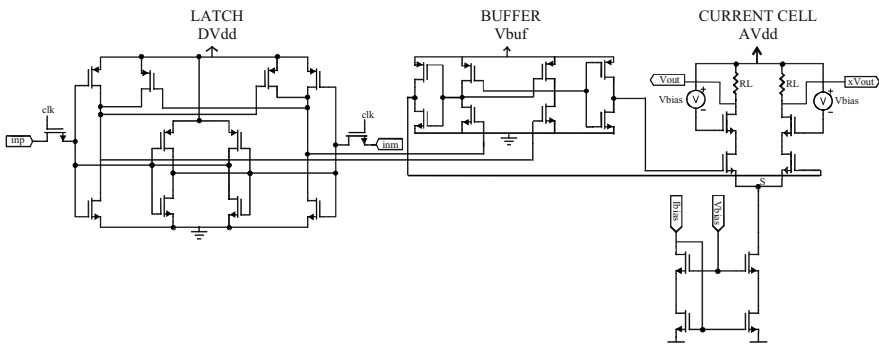 LATCH
DVdd
BUFFER
Vbuf
CURRENT CELL
AVdd
Vout
RL
RL
xVout
Vbias
V
V
Vbias
clk
clk
inp
inm
S
Ibias
Vbias